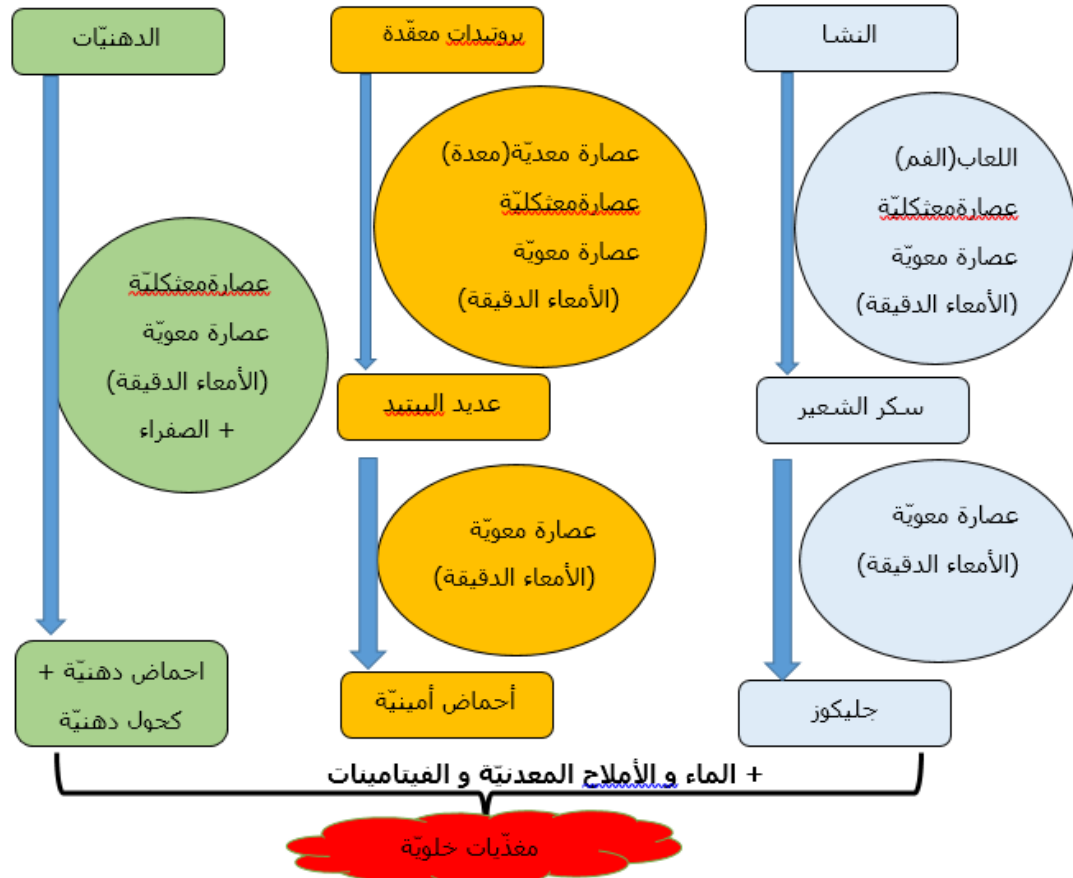 النشا
بروتيدات معقّدة
الدهنيّات
اللعاب(الفم)
عصارةمعثكليّة
عصارة معويّة
(الأمعاء الدقيقة)
عصارة معديّة(معدة)
عصارةمعثكليّة
عصارة معويّة
(الأمعاء الدقيقة)
عصارةمعثكليّة
عصارة معويّة
(الأمعاء الدقيقة)
+ الصفراء
سكر الشعير
عديد الببتيد
عصارة معويّة
(الأمعاء الدقيقة)
عصارة معويّة
(الأمعاء الدقيقة)
جليكوز
أحماض أمينيّة
احماض دهنيّة +
كحول دهنيّة
+ الماء و الأملاح المعدنيّة و الفيتامينات
مغذّيات خلويّة